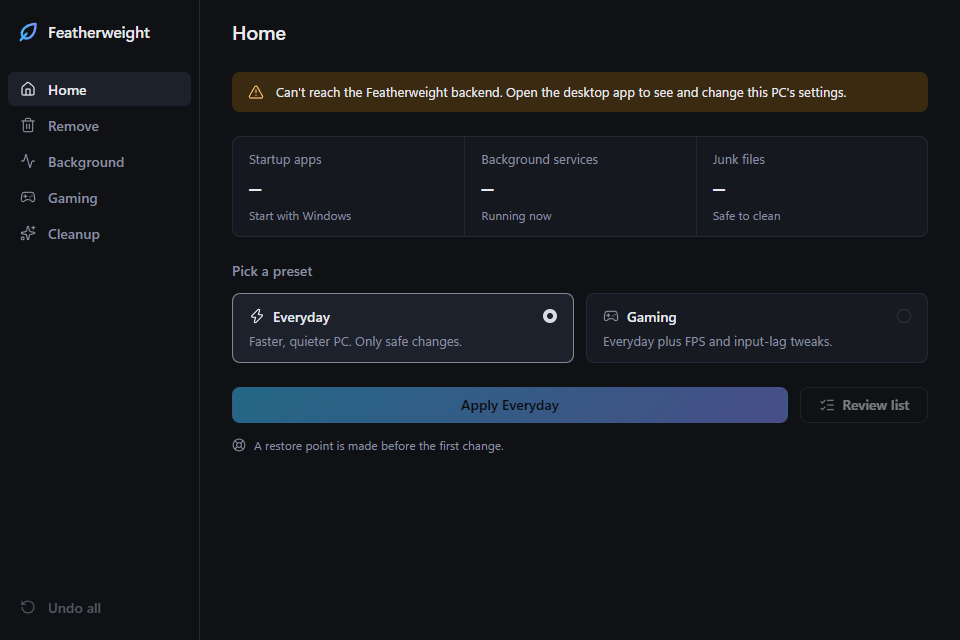 Featherweight
Home
Remove
Background
Gaming
Cleanup
Undo all
Home
Can't reach the Featherweight backend. Open the desktop app to see and change this PC's settings.
Startup apps
—
Start with Windows
Background services
—
Running now
Junk files
—
Safe to clean
Pick a preset
Everyday
Faster, quieter PC. Only safe changes.
Gaming
Everyday plus FPS and input-lag tweaks.
Apply Everyday
Review list
A restore point is made before the first change.